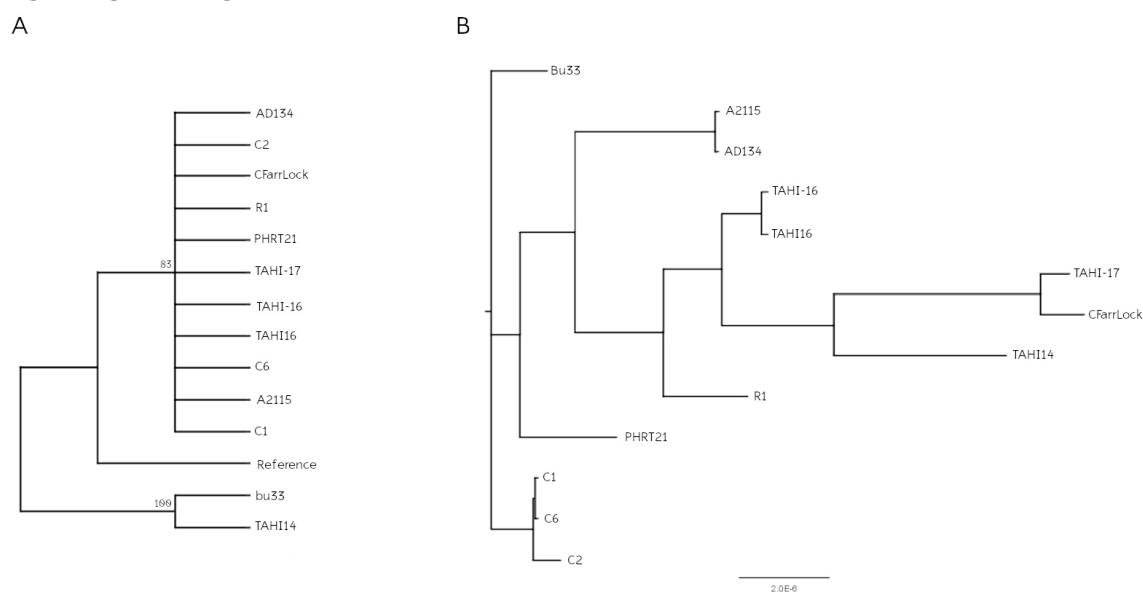 A
AD134
C2
CFarrLock
R1
PHRT21
83
TAHI-17
TAHI-16
TAHI16
C6
A2115
C1
Reference
100
bu33
TAHI14
B
Bu33
A2115
AD134
TAHI-16
TAHI16
TAHI-17
CFarrLock
TAHI14
R1
PHRT21
C1
C6
C2
2.0E-6